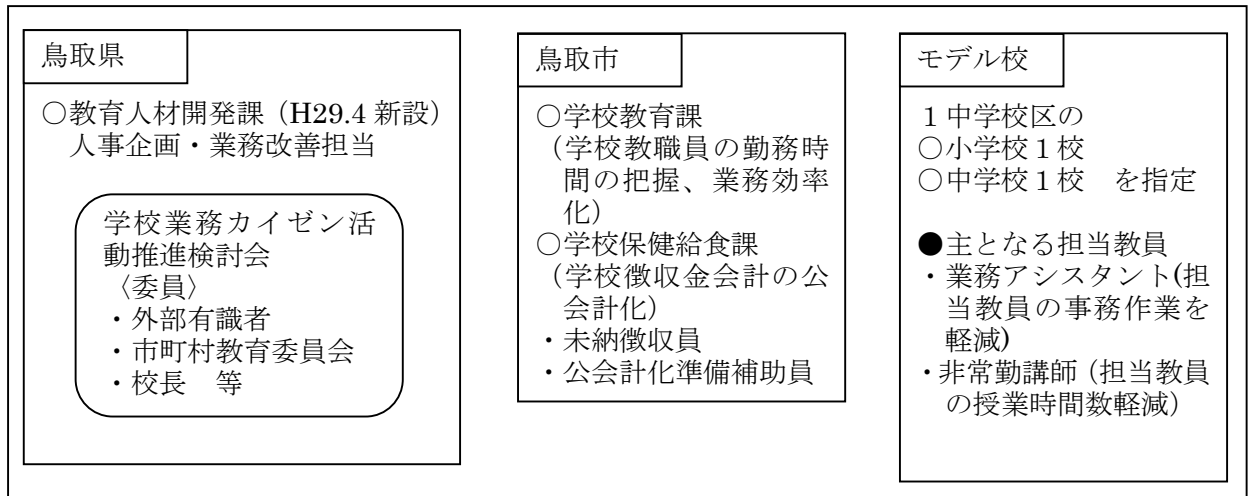 鳥取県
○教育人材開発課（H29.4 新設）
人事企画・業務改善担当
学校業務カイゼン活
動推進検討会
〈委員〉
・外部有識者
・市町村教育委員会
・校長　等
鳥取市
○学校教育課
（学校教職員の勤務時
間の把握、業務効率
化）
○学校保健給食課
（学校徴収金会計の公
会計化）
・未納徴収員
・公会計化準備補助員
モデル校
１中学校区の
○小学校１校
○中学校１校　を指定
●主となる担当教員
・業務アシスタント(担
当教員の事務作業を
軽減)
・非常勤講師（担当教員
の授業時間数軽減）